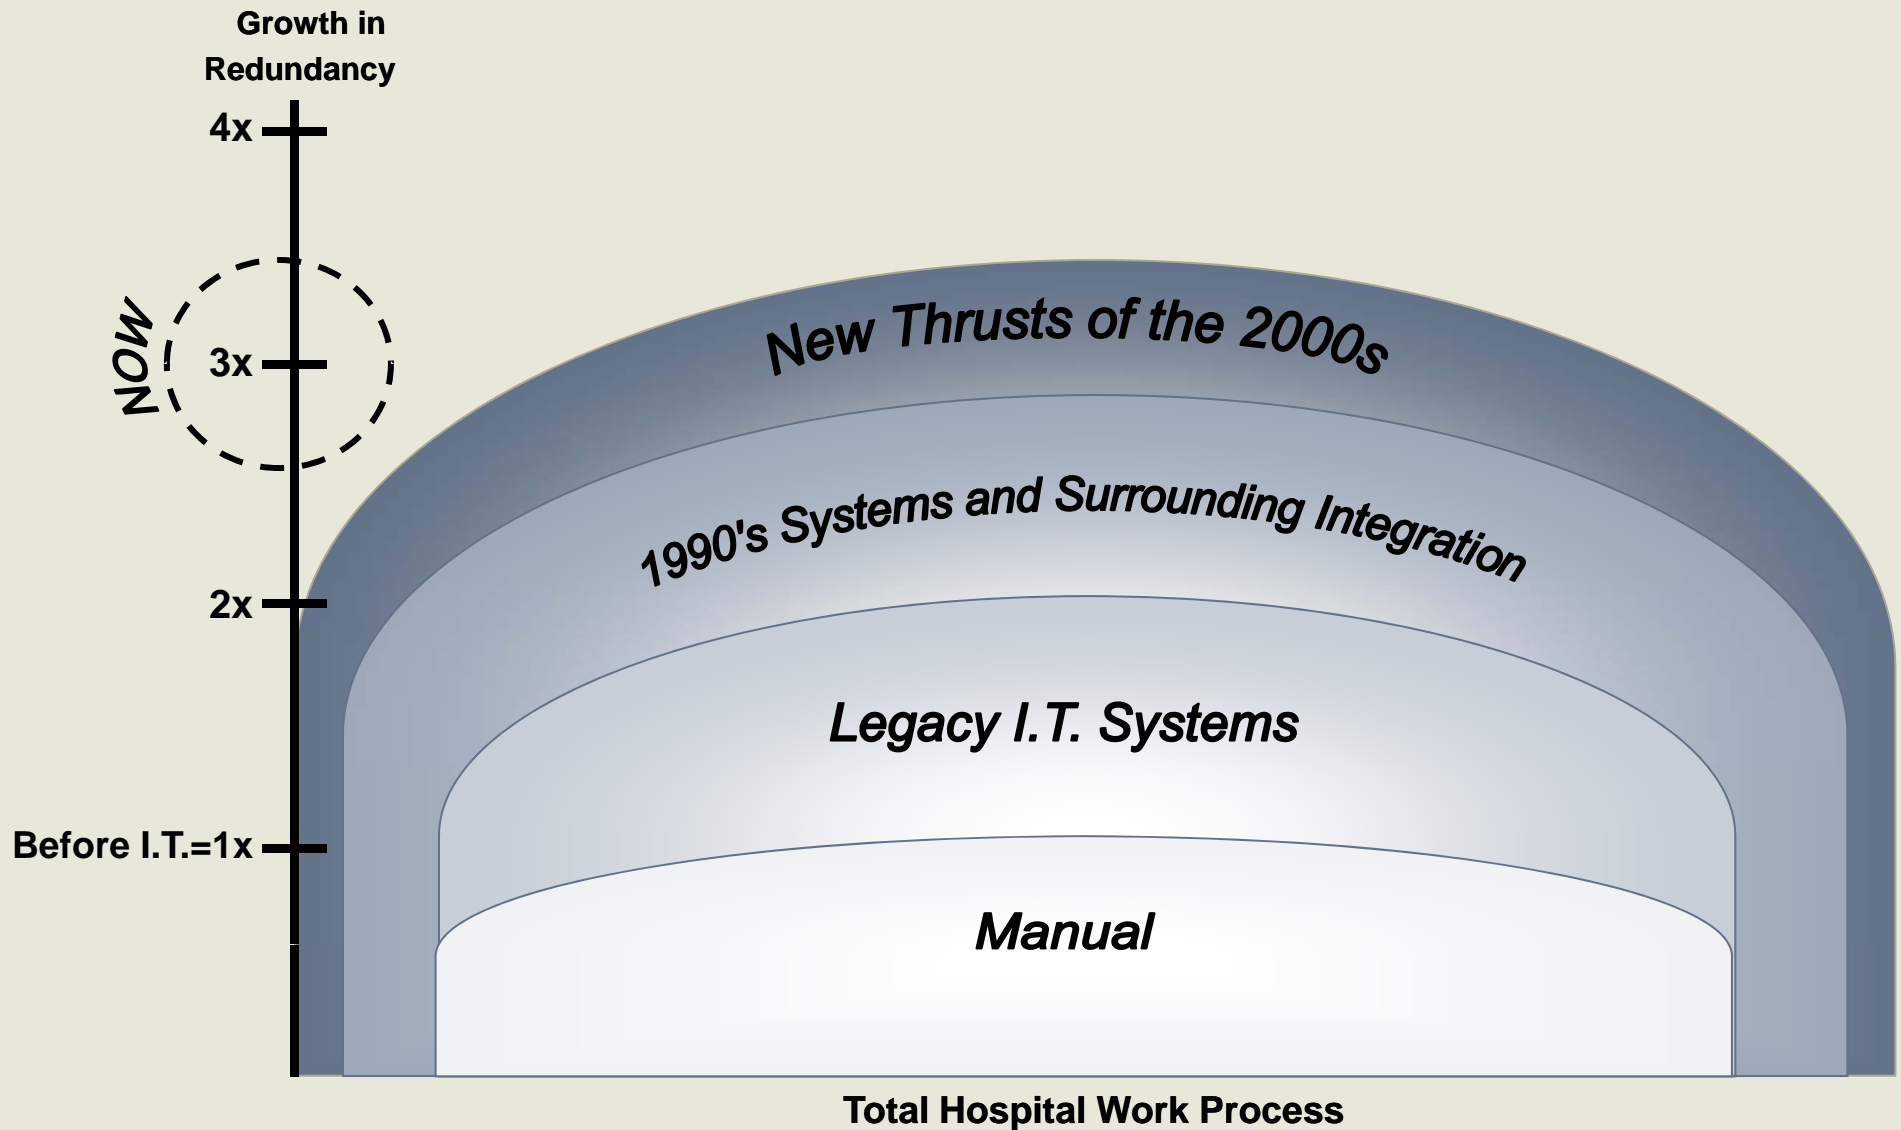 Growth in
Redundancy
4x
New Thrusts of the 2000s
NOW
3x
1990's Systems and Surrounding Integration
2x
Legacy I.T. Systems
Before I.T.=1x
Manual
Total Hospital Work Process